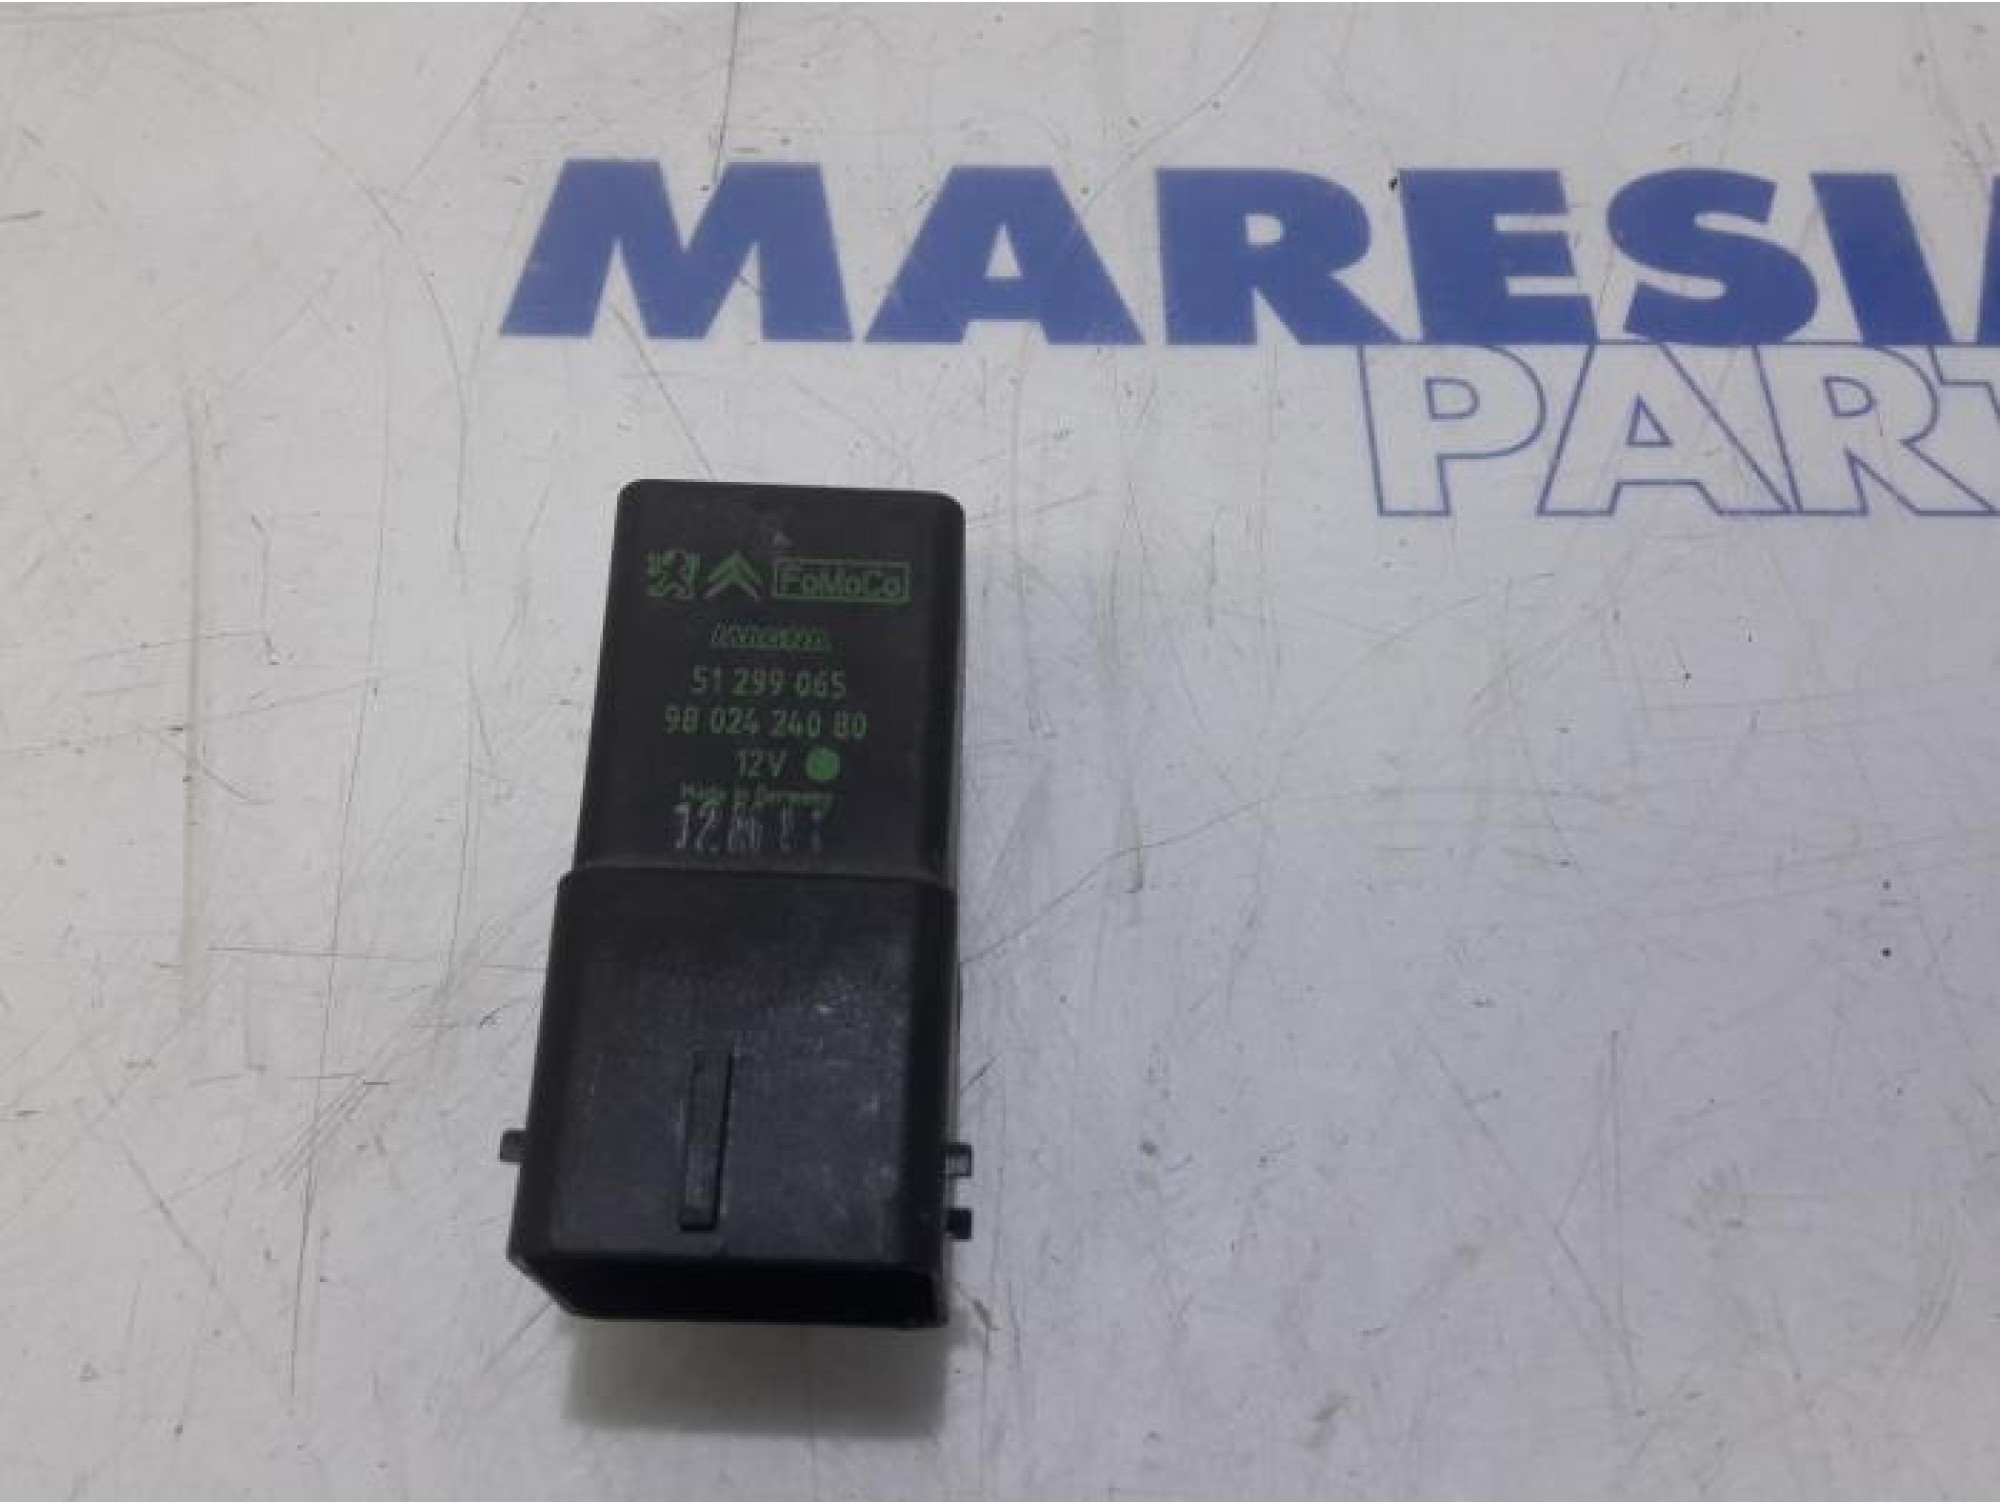 MARESI
PART
FoMoCo
51 299 065
98 024 240 80
12V
Made in Germany